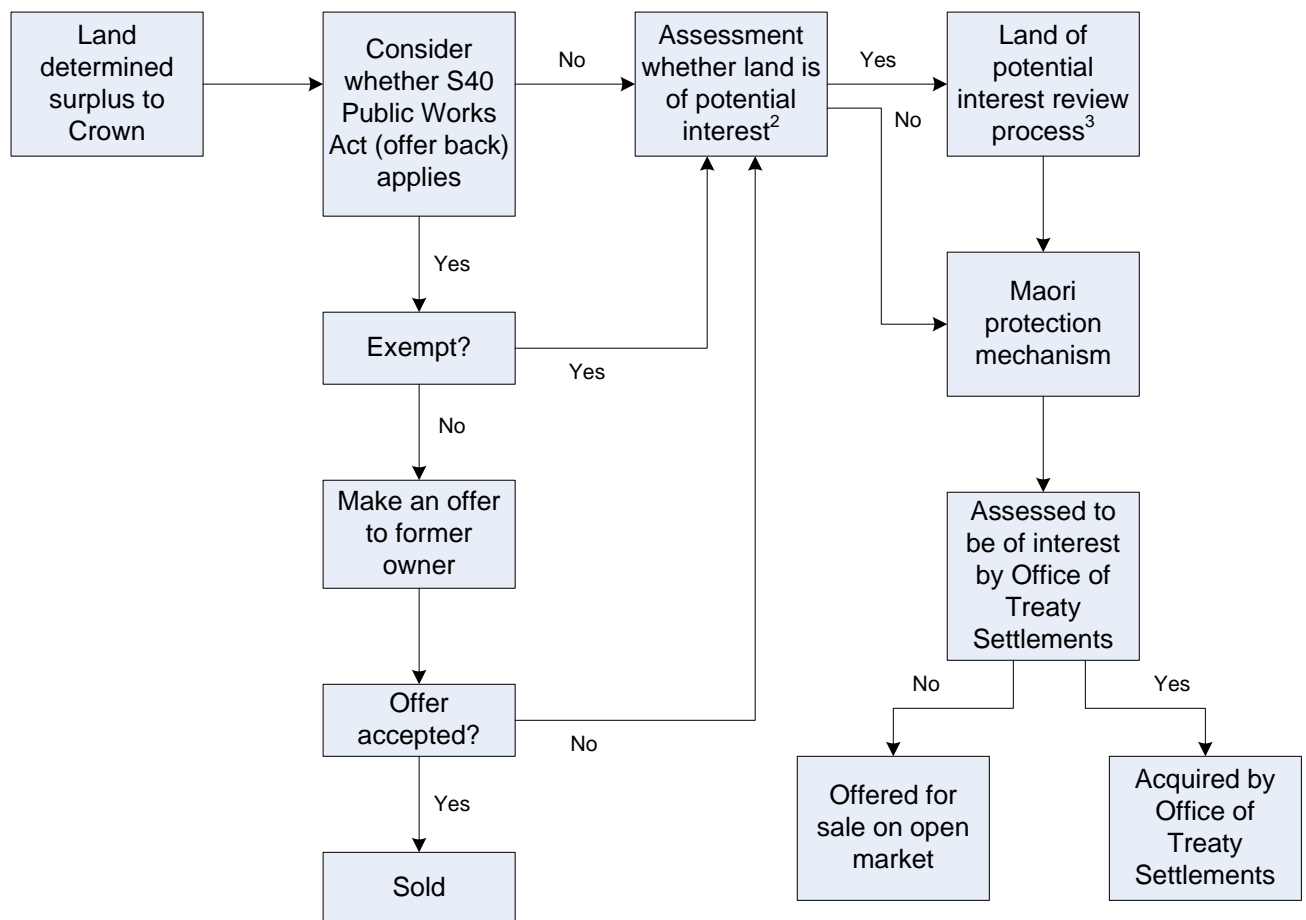 Land
determined
surplus to
Crown
Consider
whether S40
Public Works
Act (offer back)
applies
No
Assessment
whether land is
of potential
interest²
Yes
No
Land of
potential
interest review
process³
Yes
Exempt?
Yes
No
Maori
protection
mechanism
Make an offer
to former
owner
Assessed to
be of interest
by Office of
Treaty
Settlements
Offer
accepted?
No
Yes
Sold
No
Yes
Offered for
sale on open
market
Acquired by
Office of
Treaty
Settlements